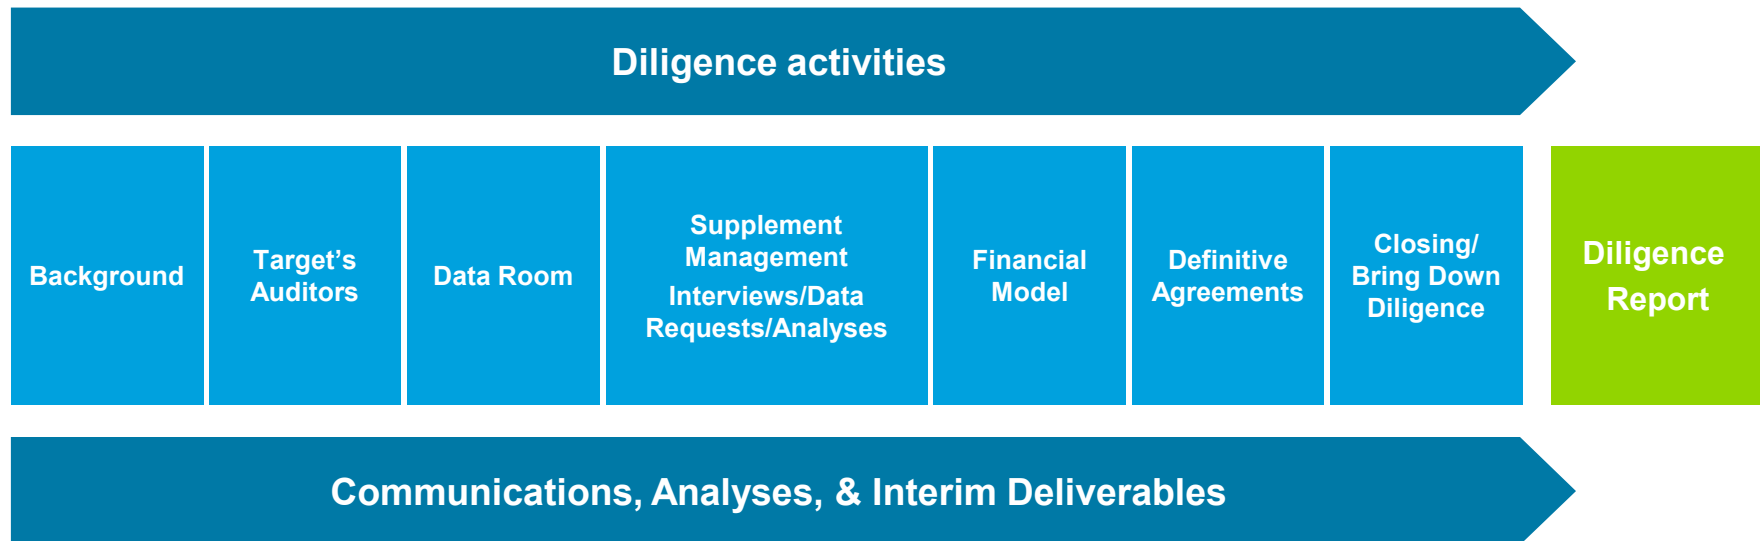 Diligence activities
Background
Target’s
Auditors
Data Room
Supplement
Management
Interviews/Data
Requests/Analyses
Financial
Model
Definitive
Agreements
Closing/
Bring Down
Diligence
Diligence
Report
Communications, Analyses, & Interim Deliverables